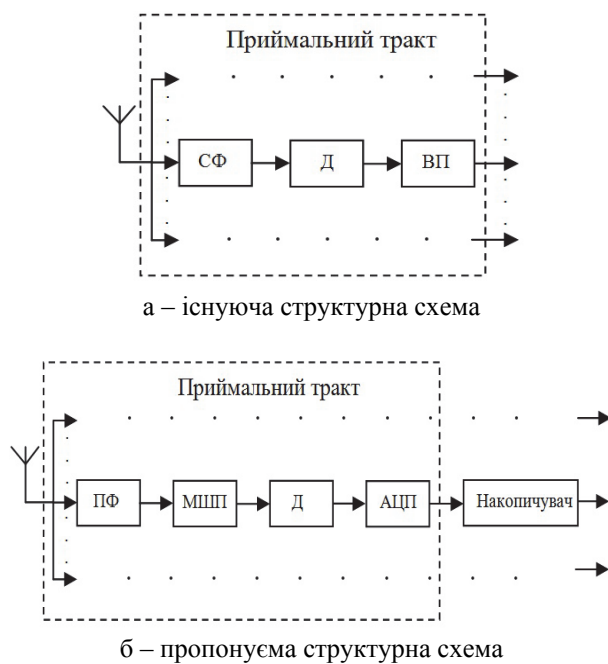 Приймальний тракт
СФ
Д
ВП
а – існуюча структурна схема
Приймальний тракт
ПФ
МШП
Д
АЦП
Накопичувач
б – пропонуєма структурна схема